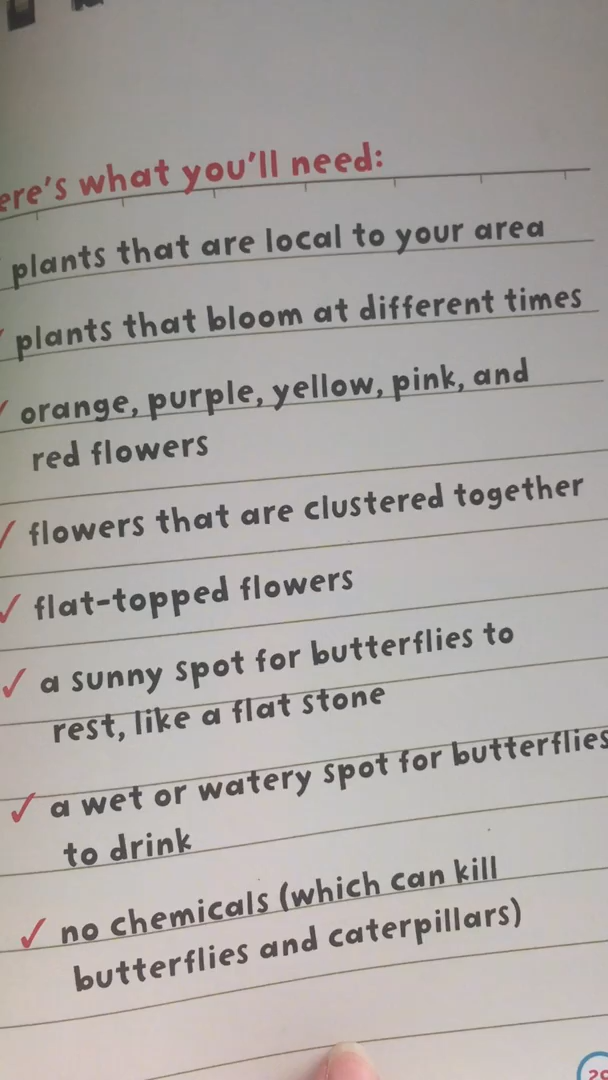 ere's what you'll need:
plants that are local to your area
plants that bloom at different times
✓ orange, purple, yellow, pink, and
red flowers
✓ flowers that are clustered together
✓ flat-topped flowers
✓ a sunny spot for butterflies to
rest, like a flat stone
✓ a wet or watery spot for butterflies
to drink
✓ no chemicals (which can kill
butterflies and caterpillars)